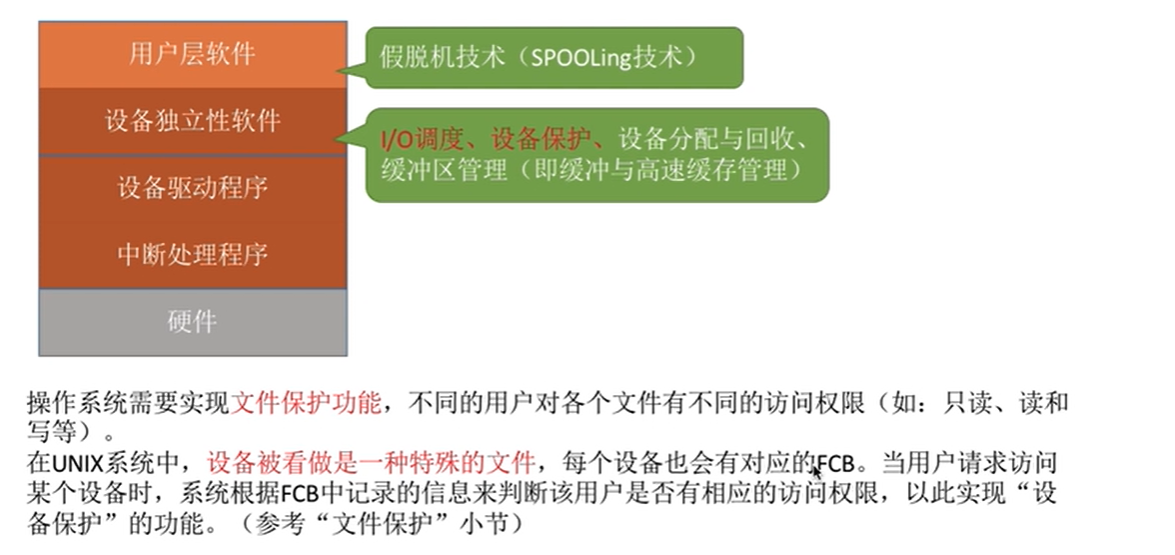 用户层软件
假脱机技术（SPOOLing技术）
设备独立性软件
I/O调度、设备保护、设备分配与回收、
缓冲区管理（即缓冲与高速缓存管理）
设备驱动程序
中断处理程序
硬件
操作系统需要实现文件保护功能，不同的用户对各个文件有不同的访问权限（如：只读、读和
写等）。
在UNIX系统中，设备被看做是一种特殊的文件，每个设备也会有对应的FCB。当用户请求访问
某个设备时，系统根据FCB中记录的信息来判断该用户是否有相应的访问权限，以此实现“设
备保护”的功能。（参考“文件保护”小节）